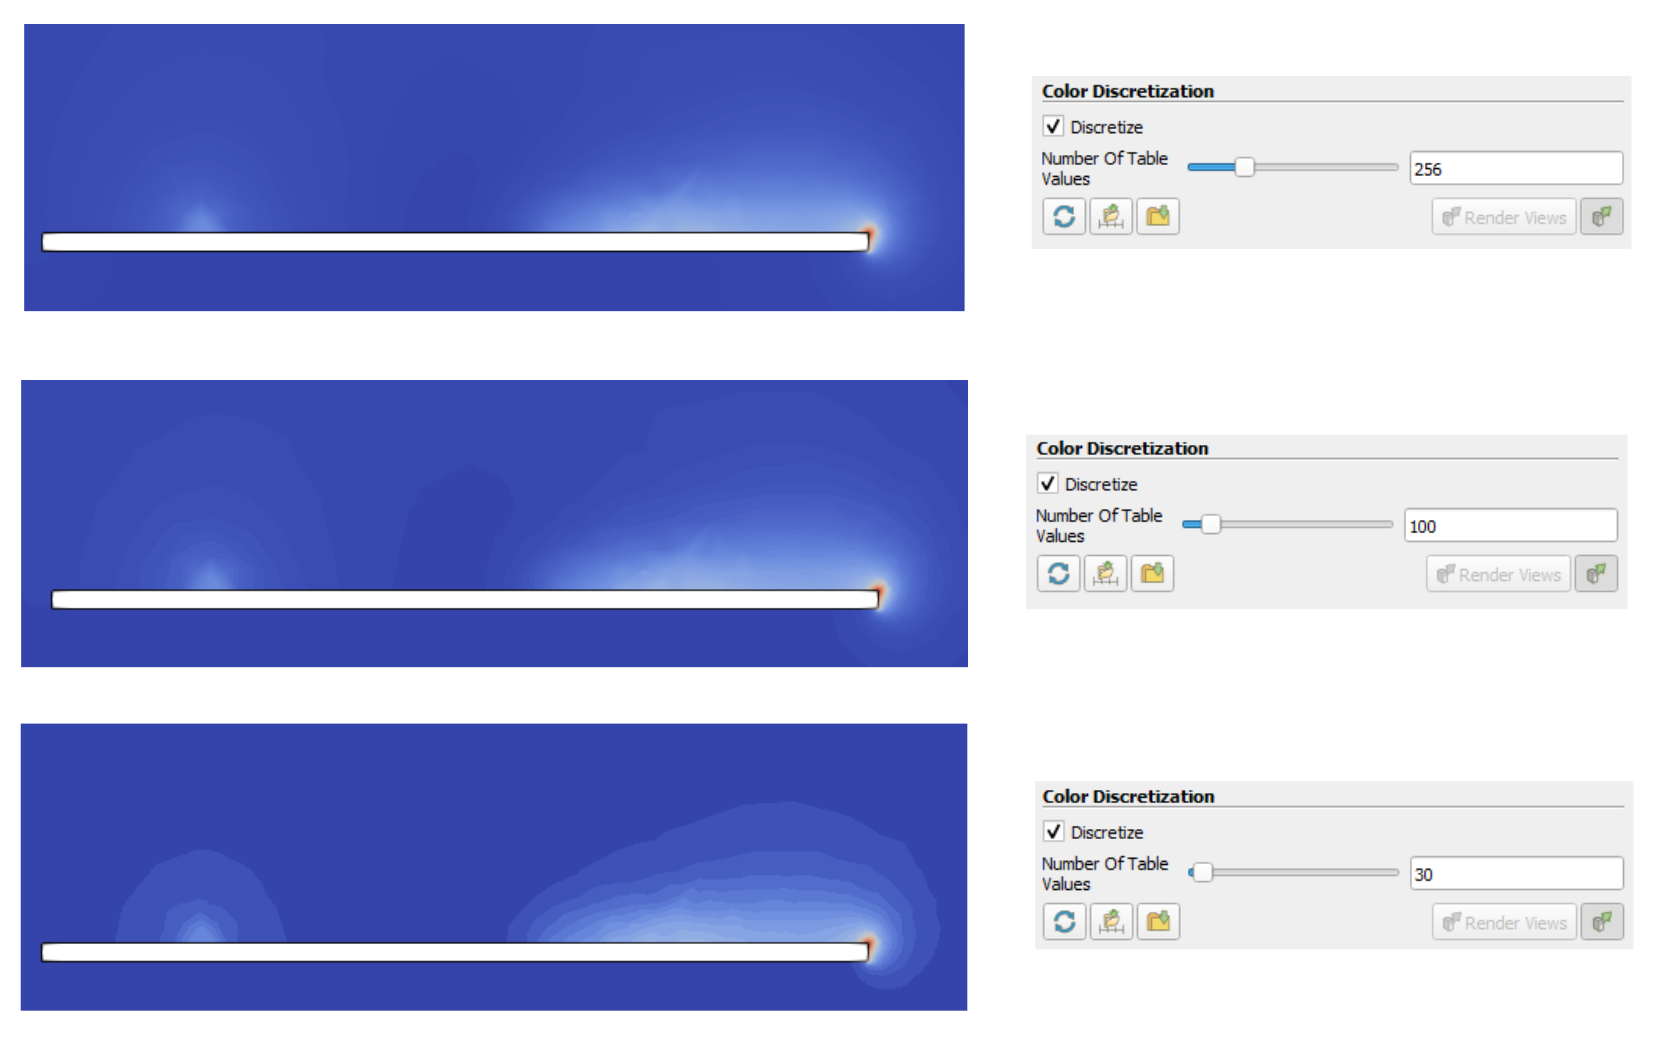 Color Discretization
Discretize
Number Of Table
Values
256
Render Views
Color Discretization
Discretize
Number Of Table
Values
100
Render Views
Color Discretization
Discretize
Number Of Table
Values
30
Render Views